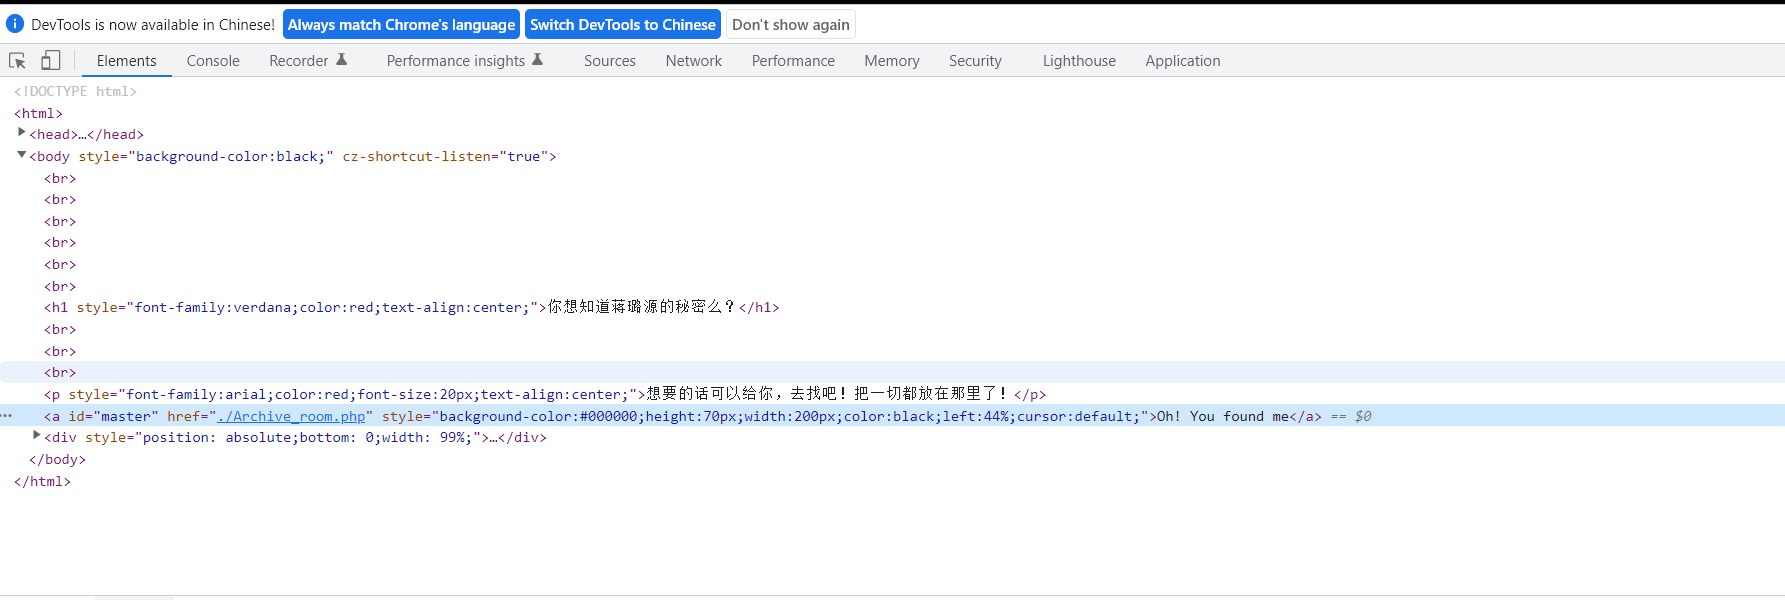 DevTools is now available in Chinese! Always match Chrome's language Switch DevTools to Chinese Don't show again
Elements Console Recorder Performance insights Sources Network Performance Memory Security Lighthouse Application
<!DOCTYPE html>
<html>
<head>…</head>
<body style="background-color:black;" cz-shortcut-listen="true">
<br>
<br>
<br>
<br>
<br>
<br>
<h1 style="font-family:verdana;color:red;text-align:center;">你想知道蒋璐源的秘密么？</h1>
<br>
<br>
<br>
<p style="font-family:arial;color:red;font-size:20px;text-align:center;">想要的话可以给你，去找吧！把一切都放在那里了！</p>
<a id="master" href="./Archive_room.php" style="background-color:#000000;height:70px;width:200px;color:black;left:44%;cursor:default;">Oh! You found me</a> == $0
<div style="position: absolute;bottom: 0;width: 99%;">…</div>
</body>
</html>